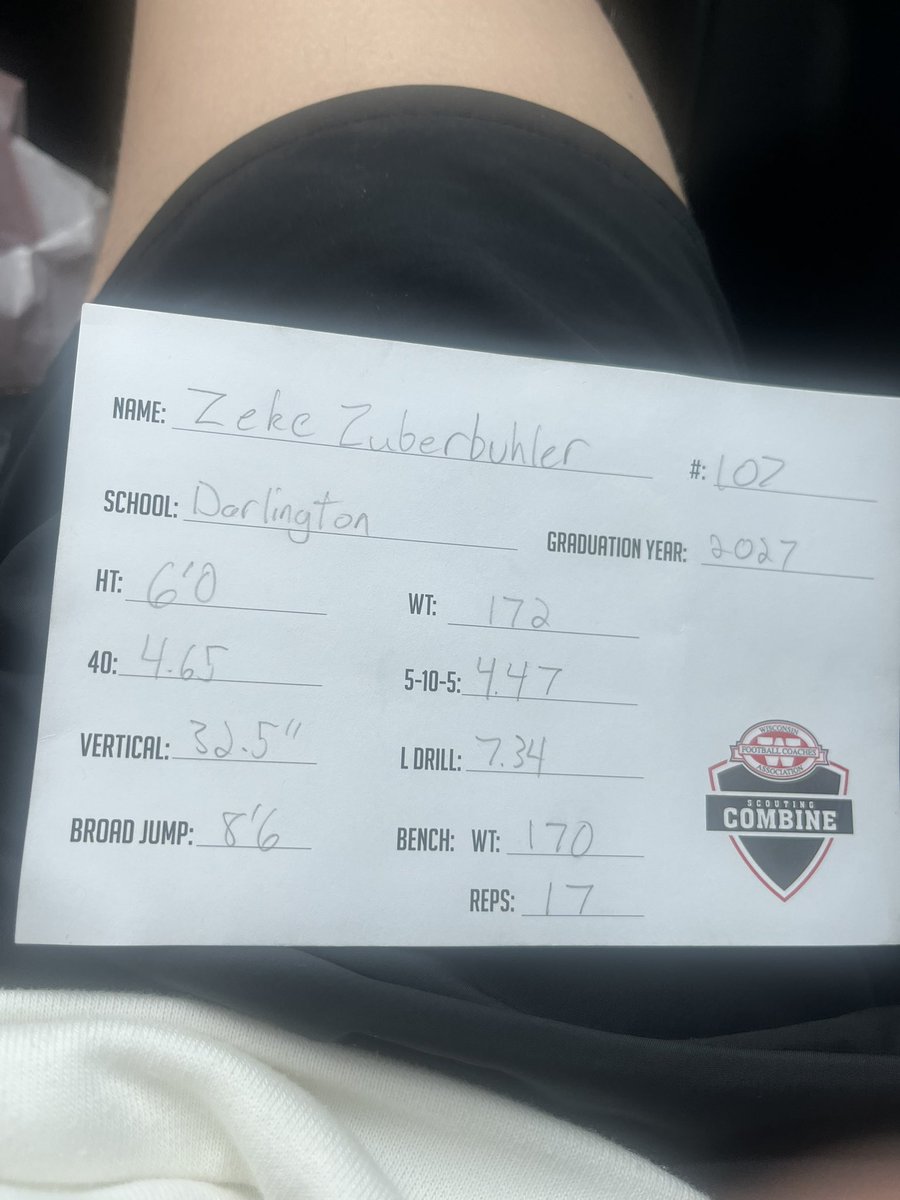 NAME: Zeke Zuberbuhler #: 102
SCHOOL: Darlington
GRADUATION YEAR: 2027
HT: 6'0 WT: 172
40: 4.65 5-10-5: 4.47
VERTICAL: 32.5" L DRILL: 7.34
BROAD JUMP: 8'6 BENCH: WT: 170
REPS: 17
WISCONSIN
FOOTBALL COACHES
ASSOCIATION
SCOUTING
COMBINE